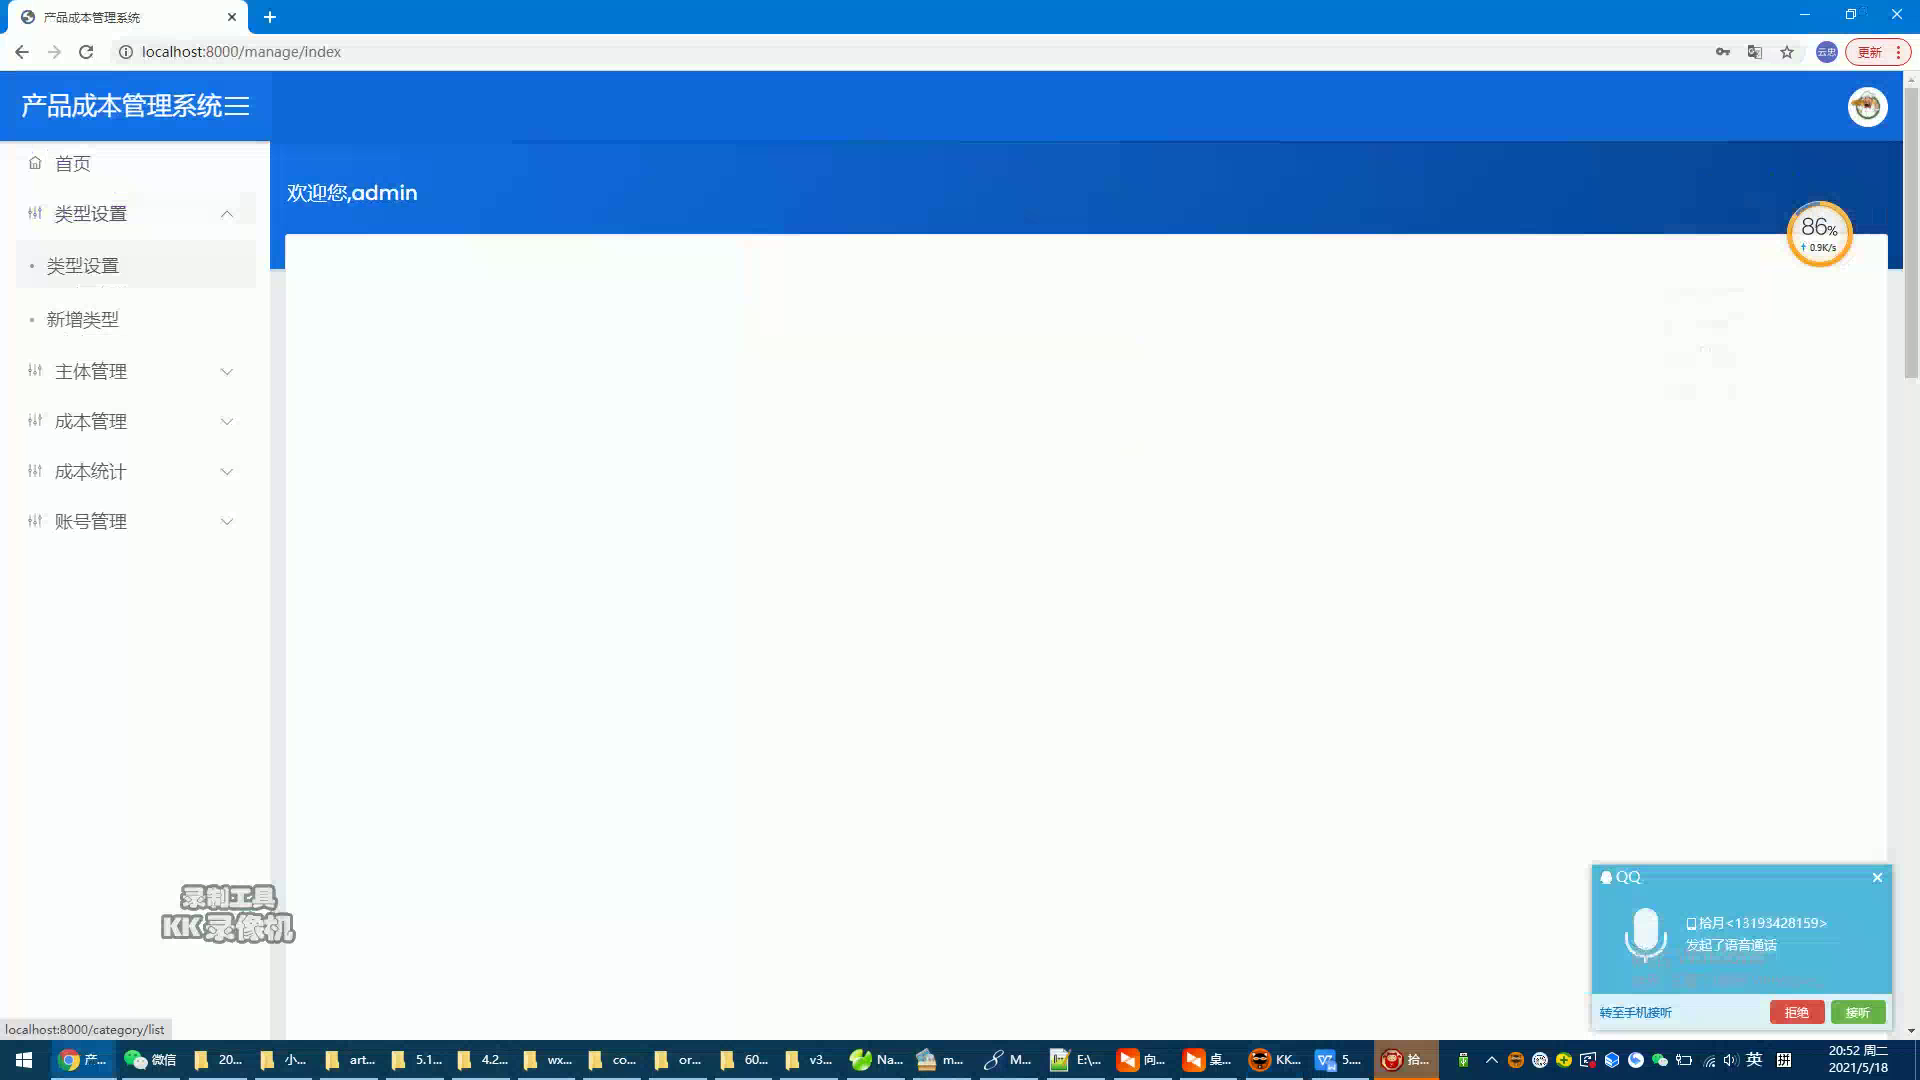 产品成本管理系统
localhost:8000/manage/index
云忠
更新
产品成本管理系统
首页
类型设置
类型设置
新增类型
主体管理
成本管理
成本统计
账号管理
欢迎您,admin
86%
0.9K/s
录制工具
KK录像机
QQ
拾月<13193428159>
发起了语音通话
转至手机接听
拒绝
接听
localhost:8000/category/list
产...
微信
20...
小...
art...
5.1...
4.2...
wx...
co...
or...
60...
v3...
Na...
m...
M...
E:\...
向...
桌...
KK...
5....
拾...
英
拼
20:52 周二
2021/5/18